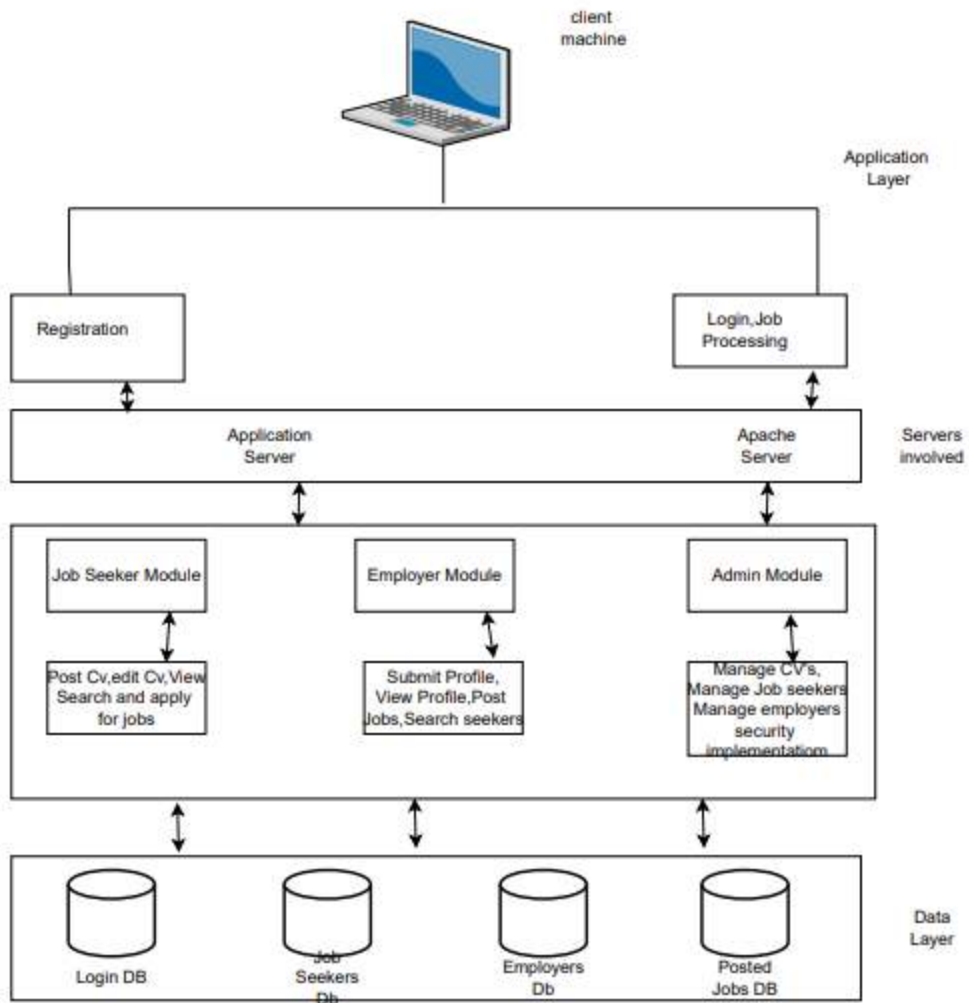 client
machine
Application
Layer
Registration
Login,Job
Processing
Application
Server
Apache
Server
Servers
involved
Job Seeker Module
Employer Module
Admin Module
Post Cv,edit Cv,View
Search and apply
for jobs
Submit Profile,
View Profile,Post
Jobs,Search seekers
Manage CV's,
Manage Job seekers
Manage employers
security
implementatiom
Data
Layer
Login DB
Job
Seekers
Db
Employers
Db
Posted
Jobs DB